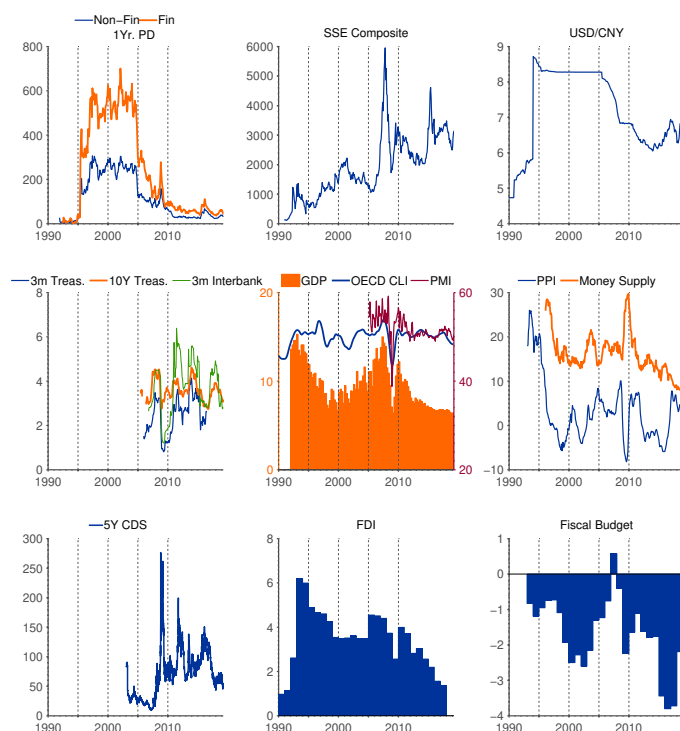 Non−Fin Fin
1Yr. PD
SSE Composite
USD/CNY
800
600
400
200
0
1990 2000 2010
6000
5000
4000
3000
2000
1000
0
1990 2000 2010
9
8
7
6
5
4
1990 2000 2010
3m Treas. 10Y Treas. 3m Interbank
GDP OECD CLI PMI
PPI Money Supply
8
6
4
2
0
1990 2000 2010
20
10
0
60
40
20
1990 2000 2010
30
20
10
0
−10
1990 2000 2010
5Y CDS
FDI
Fiscal Budget
300
250
200
150
100
50
0
1990 2000 2010
8
6
4
2
0
1990 2000 2010
1
0
−1
−2
−3
−4
1990 2000 2010